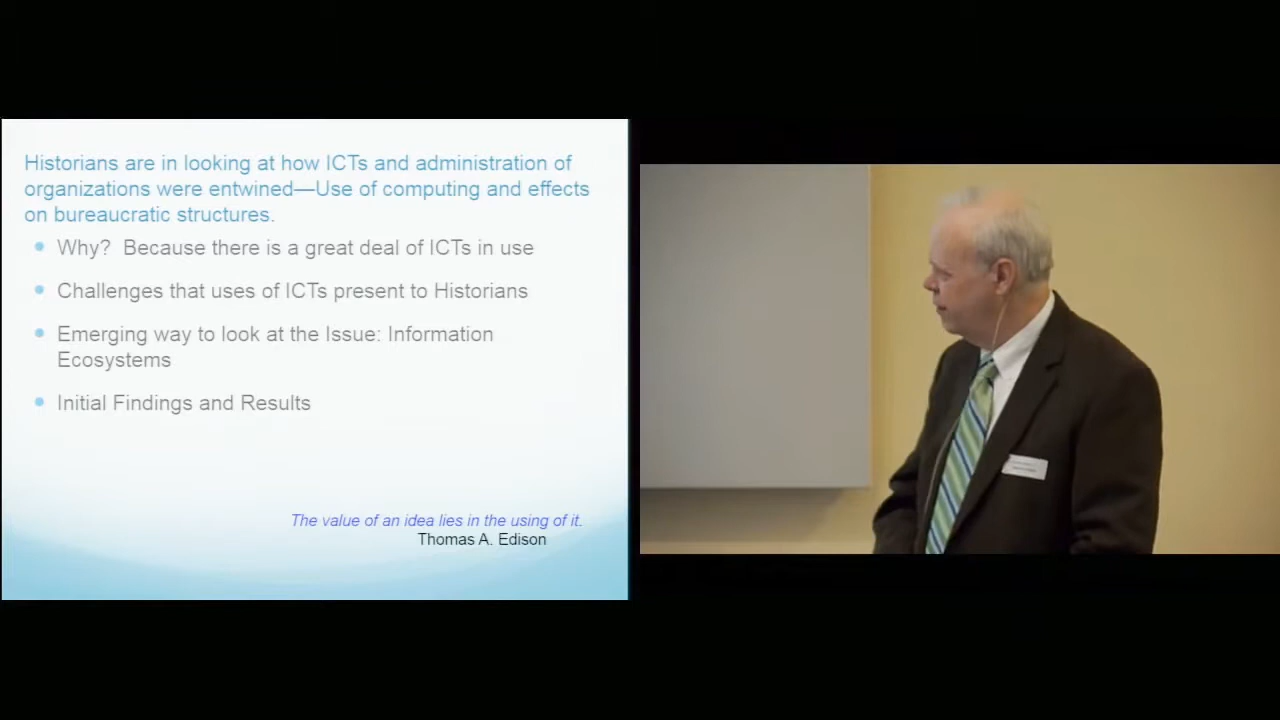 Historians are in looking at how ICTs and administration of
organizations were entwined—Use of computing and effects
on bureaucratic structures.
Why?  Because there is a great deal of ICTs in use
Challenges that uses of ICTs present to Historians
Emerging way to look at the Issue: Information
Ecosystems
Initial Findings and Results
The value of an idea lies in the using of it.
Thomas A. Edison